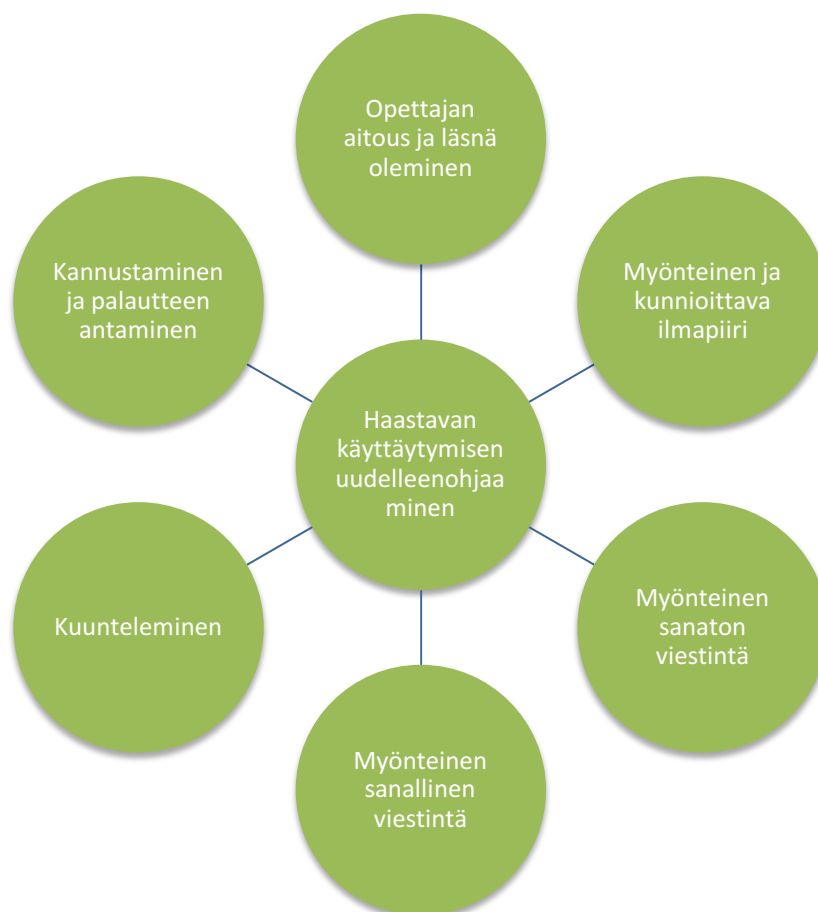 Opettajan
aitous ja läsnä
oleminen
Kannustaminen
ja palautteen
antaminen
Myönteinen ja
kunnioittava
ilmapiiri
Haastavan
käyttäytymisen
uudelleenohjaa
minen
Kuunteleminen
Myönteinen
sanaton
viestintä
Myönteinen
sanallinen
viestintä